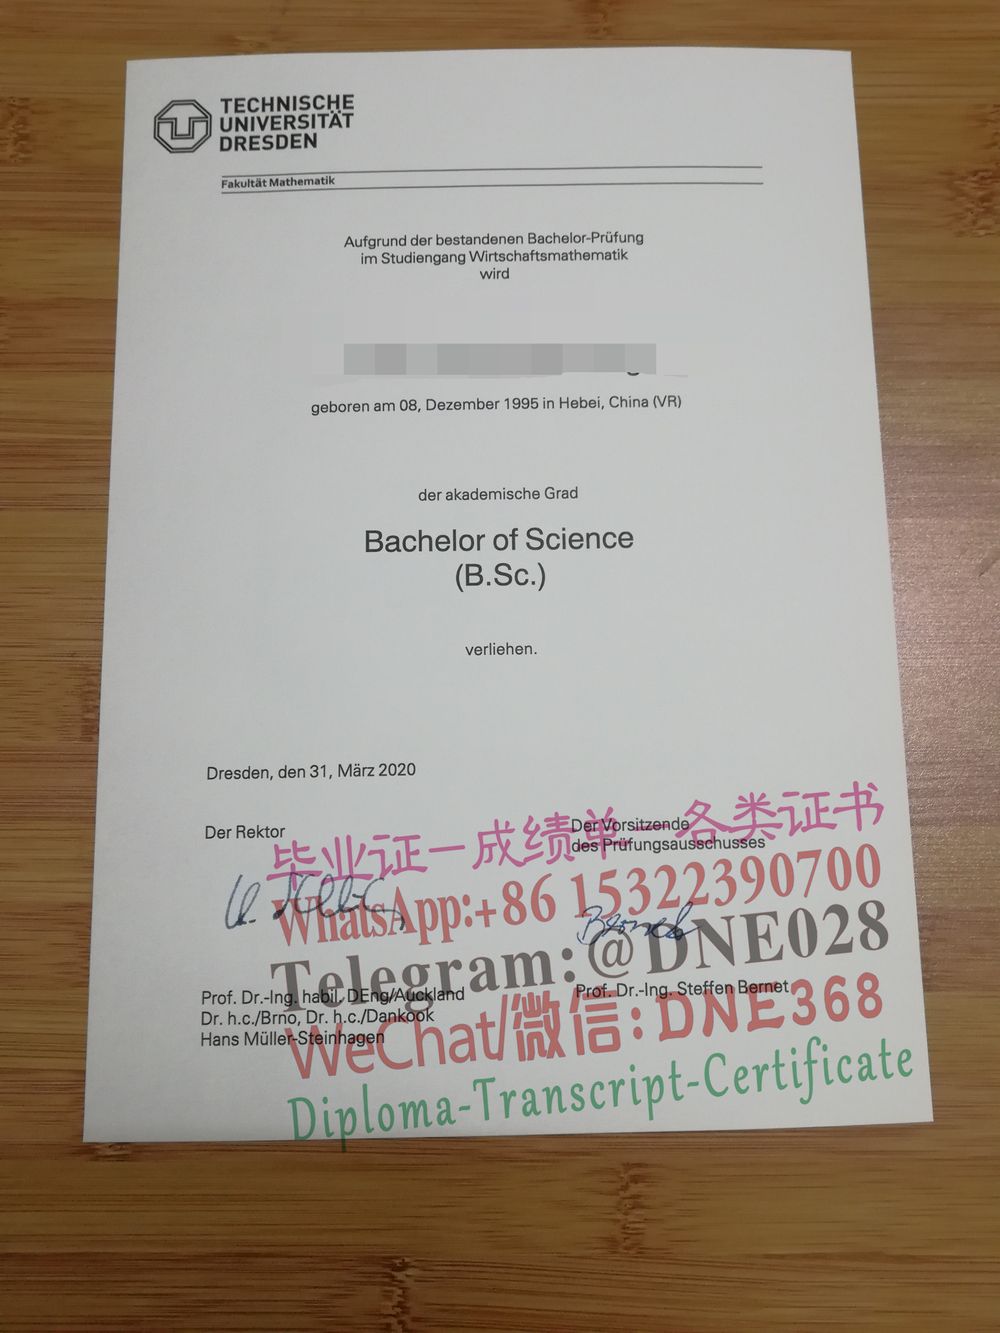 TECHNISCHE
UNIVERSITÄT
DRESDEN
Fakultät Mathematik
Aufgrund der bestandenen Bachelor-Prüfung
im Studiengang Wirtschaftsmathematik
wird
geboren am 08, Dezember 1995 in Hebei, China (VR)
der akademische Grad
Bachelor of Science
(B.Sc.)
verliehen.
Dresden, den 31, März 2020
Der Rektor
Der Vorsitzende
des Prüfungsausschusses
毕业证一成绩单一各类证书
WhatsApp:+86 15322390700
Telegram:@DNE028
Prof. Dr.-Ing. habil. DEng/Auckland
Dr. h.c./Brno, Dr. h.c./Dankook
Hans Müller-Steinhagen
Prof. Dr.-Ing. Steffen Bernet
WeChat/微信:DNE368
Diploma-Transcript-Certificate